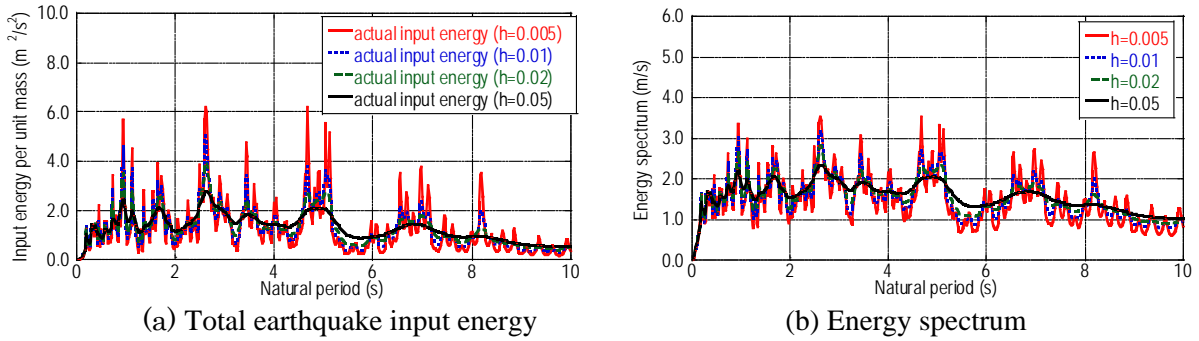 10.0
8.0
6.0
4.0
2.0
0.0
Input energy per unit mass (m ²/s²)
actual input energy (h=0.005)
actual input energy (h=0.01)
actual input energy (h=0.02)
actual input energy (h=0.05)
0 2 4 6 8 10
Natural period (s)
(a) Total earthquake input energy
6.0
5.0
4.0
3.0
2.0
1.0
0.0
Energy spectrum (m/s)
h=0.005
h=0.01
h=0.02
h=0.05
0 2 4 6 8 10
Natural period (s)
(b) Energy spectrum